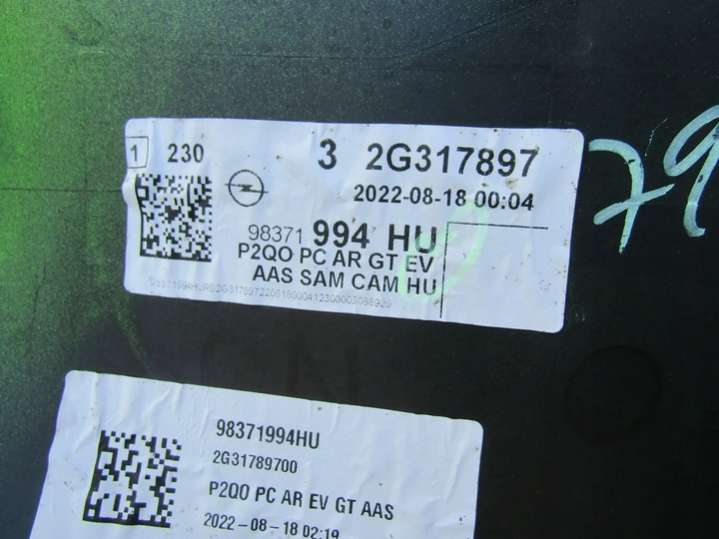 1 230 3 2G317897
2022-08-18 00:04
98371 994 HU
P2QO PC AR GT EV
AAS SAM CAM HU
79
98371994HU
2G31789700
P2QO PC AR EV GT AAS
2022-08-18 02:19